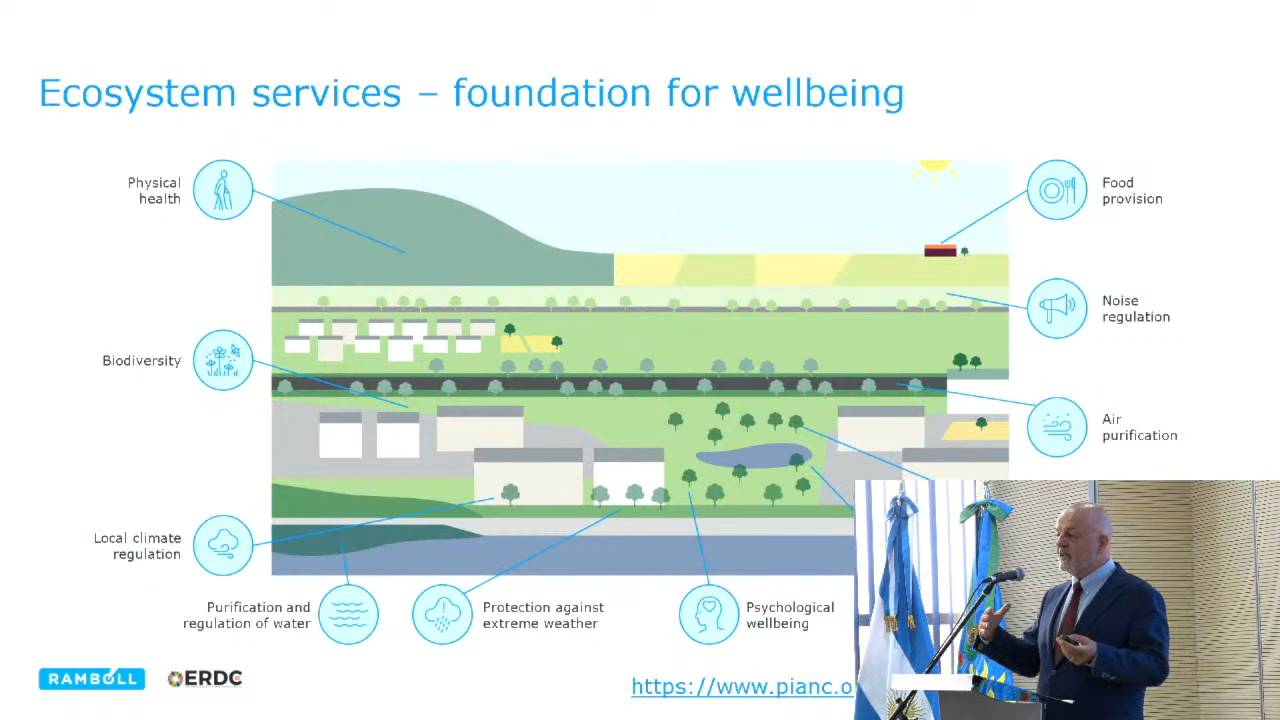 Ecosystem services – foundation for wellbeing
Physical
health
Food
provision
Noise
regulation
Biodiversity
Air
purification
Local climate
regulation
Purification and
regulation of water
Protection against
extreme weather
Psychological
wellbeing
RAMBOLL
ERDC
https://www.pianc.o